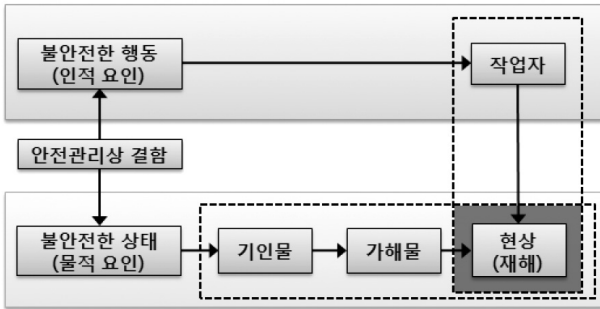 불안전한 행동
(인적 요인)
작업자
안전관리상 결함
불안전한 상태
(물적 요인)
기인물
가해물
현상
(재해)